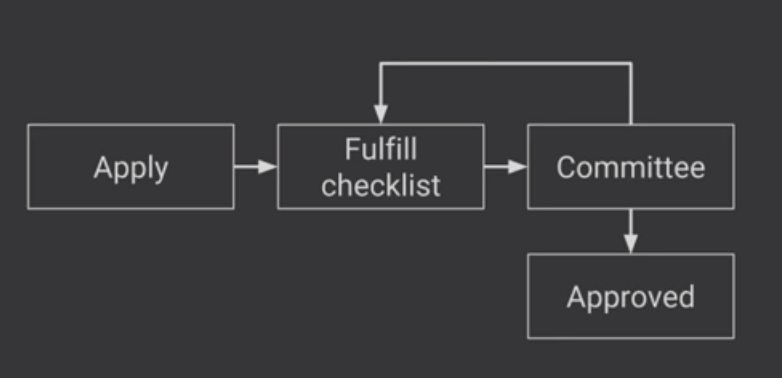 Apply
Fulfill
checklist
Committee
Approved